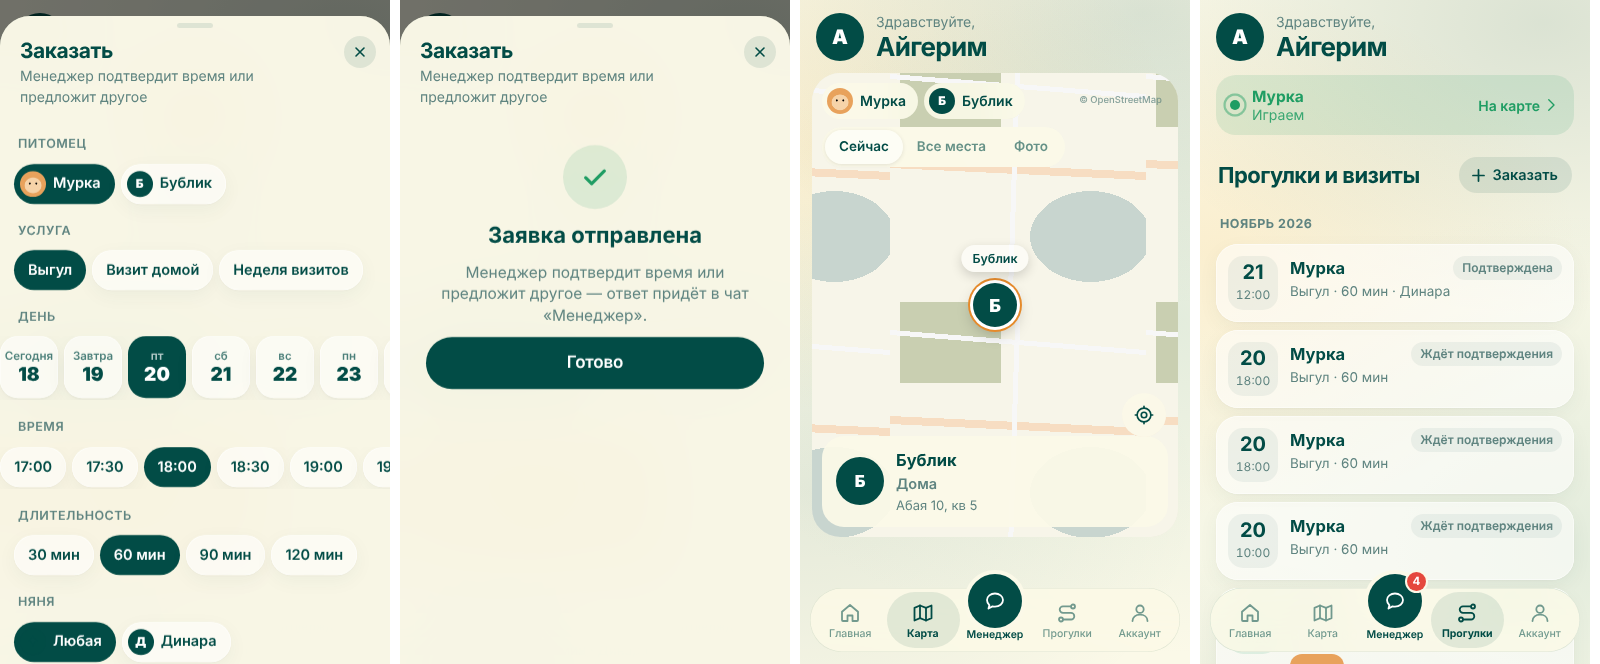 Заказать
Менеджер подтвердит время или
предложит другое
ПИТОМЕЦ
Мурка
Б Бублик
УСЛУГА
Выгул Визит домой Неделя визитов
ДЕНЬ
Сегодня Завтра пт сб вс пн
18 19 20 21 22 23
ВРЕМЯ
17:00 17:30 18:00 18:30 19:00 19
ДЛИТЕЛЬНОСТЬ
30 мин 60 мин 90 мин 120 мин
НЯНЯ
Любая Д Динара
Заказать
Менеджер подтвердит время или
предложит другое
Заявка отправлена
Менеджер подтвердит время или
предложит другое — ответ придёт в чат
«Менеджер».
Готово
А
Здравствуйте,
Айгерим
Мурка Б Бублик
© OpenStreetMap
Сейчас Все места Фото
Бублик
Б
Б
Бублик
Дома
Абая 10, кв 5
Главная Карта Менеджер Прогулки Аккаунт
А
Здравствуйте,
Айгерим
Мурка
Играем
На карте
Прогулки и визиты
Заказать
НОЯБРЬ 2026
21
12:00
Мурка
Подтверждена
Выгул · 60 мин · Динара
20
18:00
Мурка
Ждёт подтверждения
Выгул · 60 мин
20
18:00
Мурка
Ждёт подтверждения
Выгул · 60 мин
20
10:00
Мурка
Ждёт подтверждения
Выгул · 60 мин
4
Главная Карта Менеджер Прогулки Аккаунт